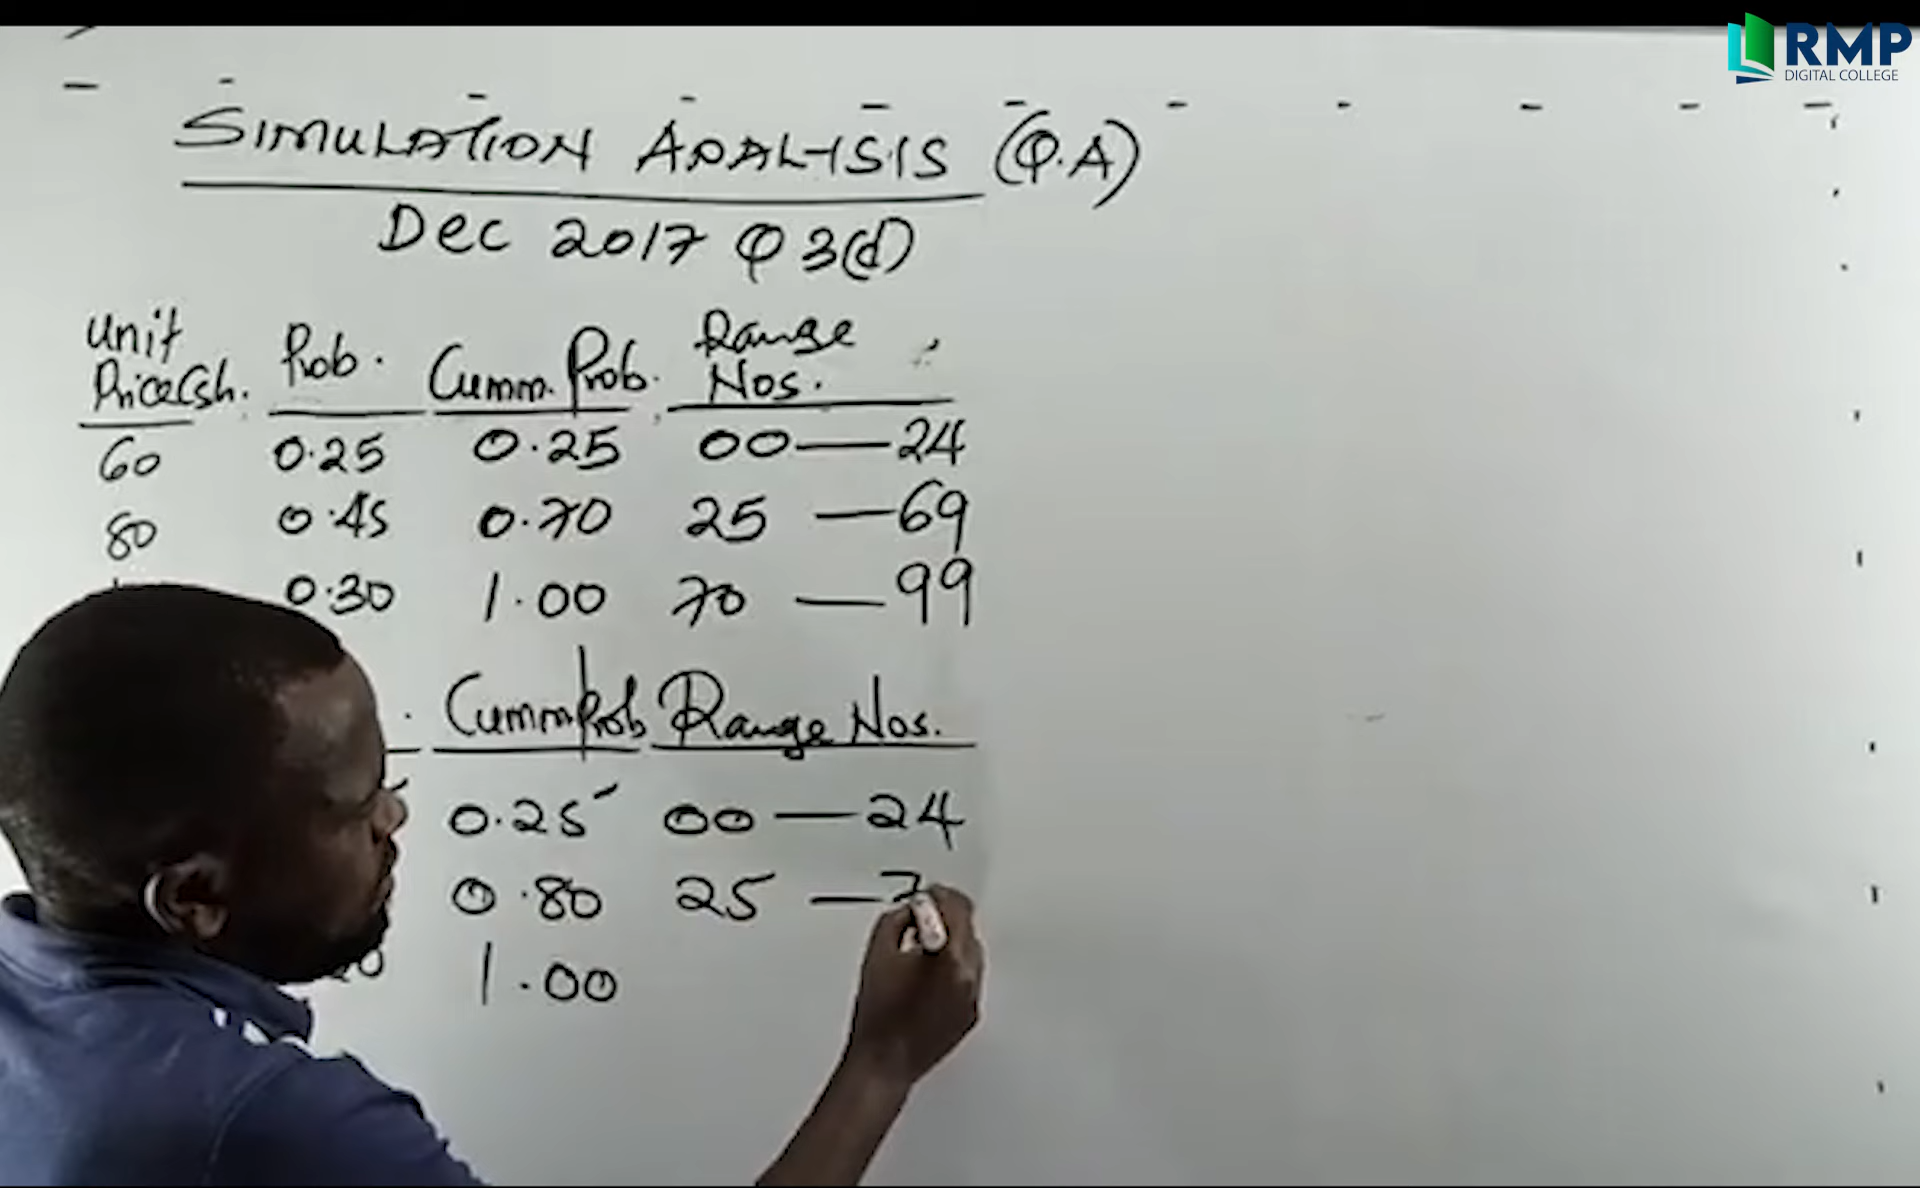 RMP
DIGITAL COLLEGE
SIMULATION ANALYSIS (Q.A)
Dec 2017 Q 3(d)
Unit Price(sh. Prob. Cumm. Prob. Range Nos.
60 0.25 0.25 00 — 24
80 0.45 0.70 25 — 69
0.30 1.00 70 — 99
Cumm Prob Range Nos.
0.25 00 — 24
0.80 25 — 7
1.00